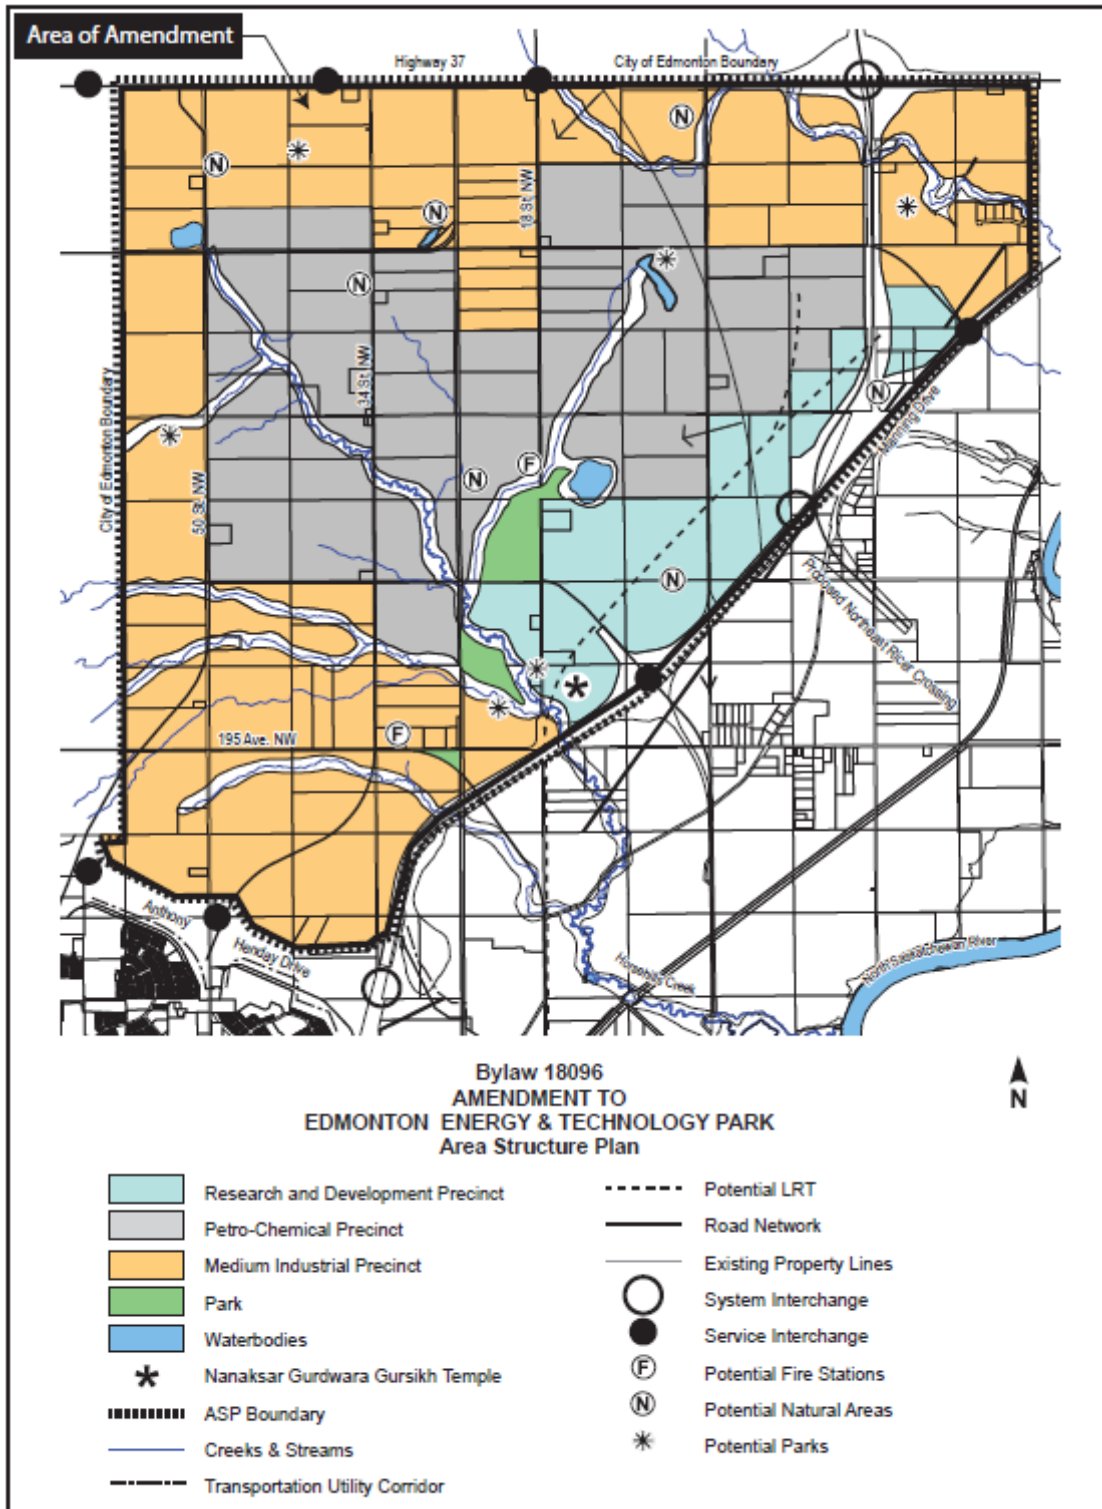 Area of Amendment
Highway 37
City of Edmonton Boundary
N
N
18 St. NW
N
N
34 St. NW
City of Edmonton Boundary
N
Manning Drive
F
N
50 St. NW
N
Proposed Northeast River Crossing
195 Ave. NW
F
Anthony
Henday Drive
Horsehills Creek
North Saskatchewan River
Bylaw 18096
AMENDMENT TO
EDMONTON ENERGY & TECHNOLOGY PARK
Area Structure Plan
N
Research and Development Precinct
Petro-Chemical Precinct
Medium Industrial Precinct
Park
Waterbodies
Nanaksar Gurdwara Gursikh Temple
ASP Boundary
Creeks & Streams
Transportation Utility Corridor
Potential LRT
Road Network
Existing Property Lines
System Interchange
Service Interchange
F Potential Fire Stations
N Potential Natural Areas
Potential Parks